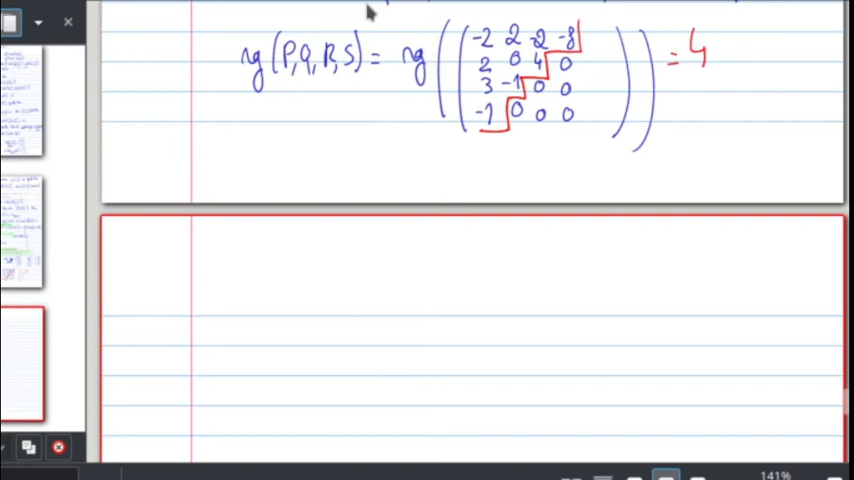 rg(P,Q,R,S) = rg((
-2 2 -2 -8
2 0 4 0
3 -1 0 0
-1 0 0 0
)) = 4
141%